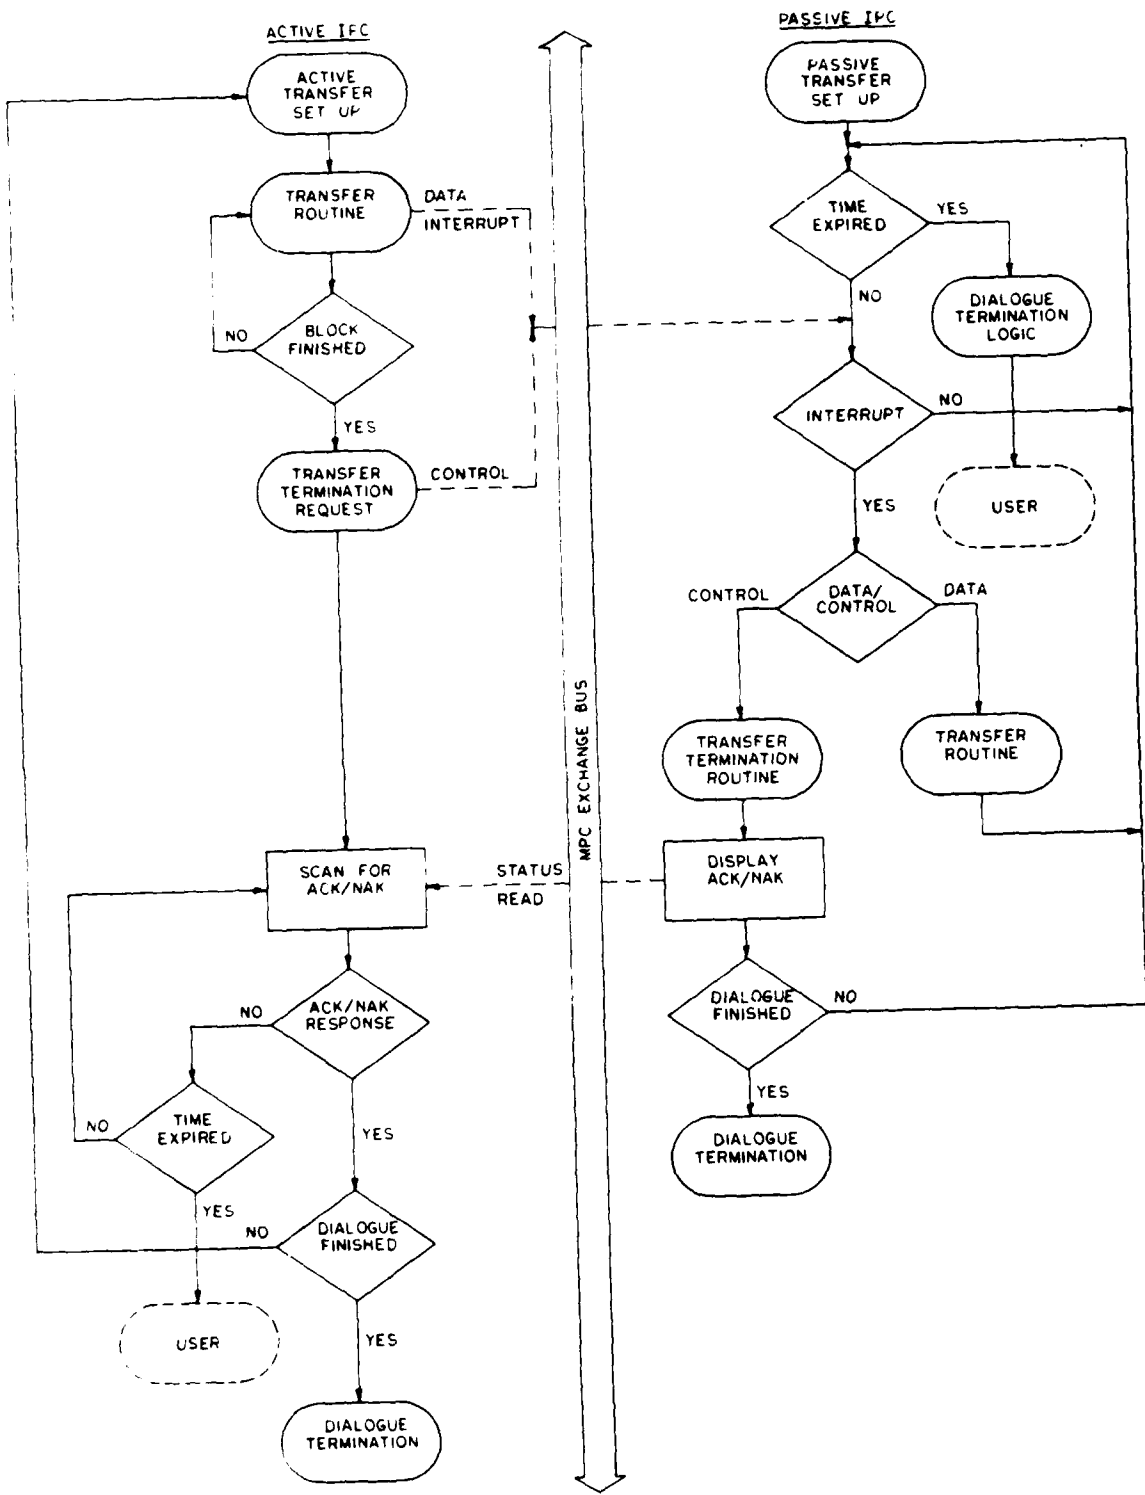 ACTIVE IPC
ACTIVE
TRANSFER
SET UP
TRANSFER
ROUTINE
DATA
INTERRUPT
NO
BLOCK
FINISHED
YES
TRANSFER
TERMINATION
REQUEST
CONTROL
SCAN FOR
ACK/NAK
STATUS
READ
NO
ACK/NAK
RESPONSE
NO
TIME
EXPIRED
YES
YES
NO
DIALOGUE
FINISHED
USER
YES
DIALOGUE
TERMINATION
MPC EXCHANGE BUS
PASSIVE IPC
PASSIVE
TRANSFER
SET UP
TIME
EXPIRED
YES
NO
DIALOGUE
TERMINATION
LOGIC
INTERRUPT
NO
YES
USER
CONTROL
DATA/
CONTROL
DATA
TRANSFER
TERMINATION
ROUTINE
TRANSFER
ROUTINE
DISPLAY
ACK/NAK
DIALOGUE
FINISHED
NO
YES
DIALOGUE
TERMINATION